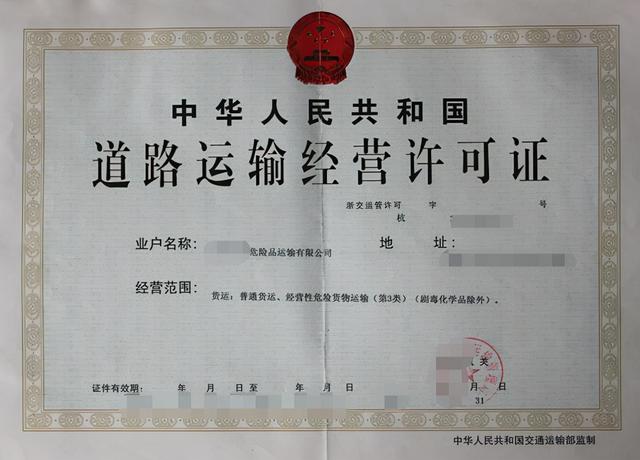 中华人民共和国
道路运输经营许可证
浙交运管许可 字 号
杭
业户名称: 危险品运输有限公司
地 址:
经营范围: 货运：普通货运、经营性危险货物运输（第3类）（剧毒化学品除外）。
关
证件有效期: 年 月 日至 年 月 日
月 日
31
中华人民共和国交通运输部监制